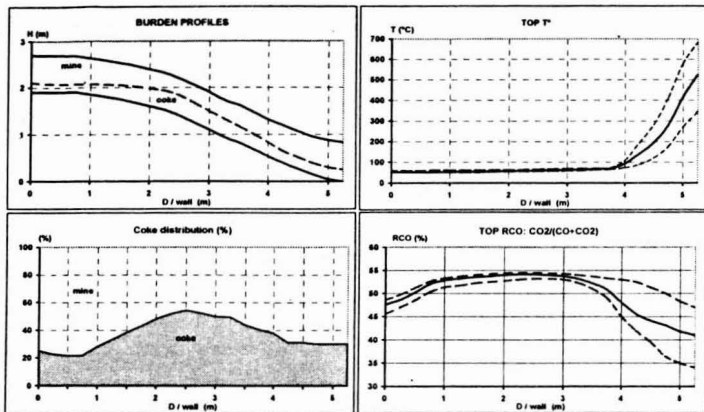 BURDEN PROFILES
H (m)
3
2
1
0
mine
coke
0 1 2 3 4 5
D / wall (m)
TOP T°
T (°C)
700
600
500
400
300
200
100
0
0 1 2 3 4 5
D / wall (m)
Coke distribution (%)
(%)
100
80
60
40
20
0
mine
coke
0 1 2 3 4 5
D / wall (m)
TOP RCO: CO2/(CO+CO2)
RCO (%)
55
50
45
40
35
30
0 1 2 3 4 5
D / wall (m)